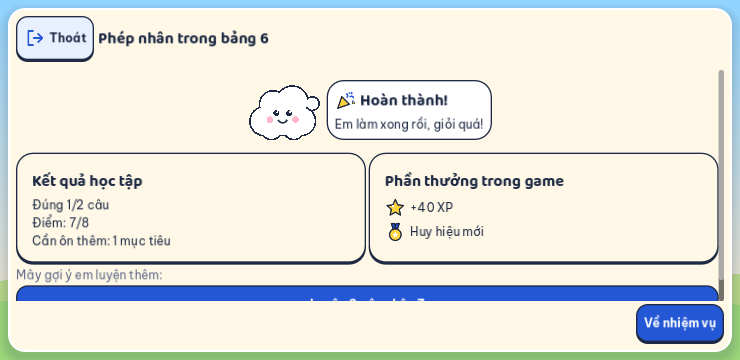 Thoát
Phép nhân trong bảng 6
Hoàn thành!
Em làm xong rồi, giỏi quá!
Kết quả học tập
Đúng 1/2 câu
Điểm: 7/8
Cần ôn thêm: 1 mục tiêu
Phần thưởng trong game
+40 XP
Huy hiệu mới
Mây gợi ý em luyện thêm:
Về nhiệm vụ